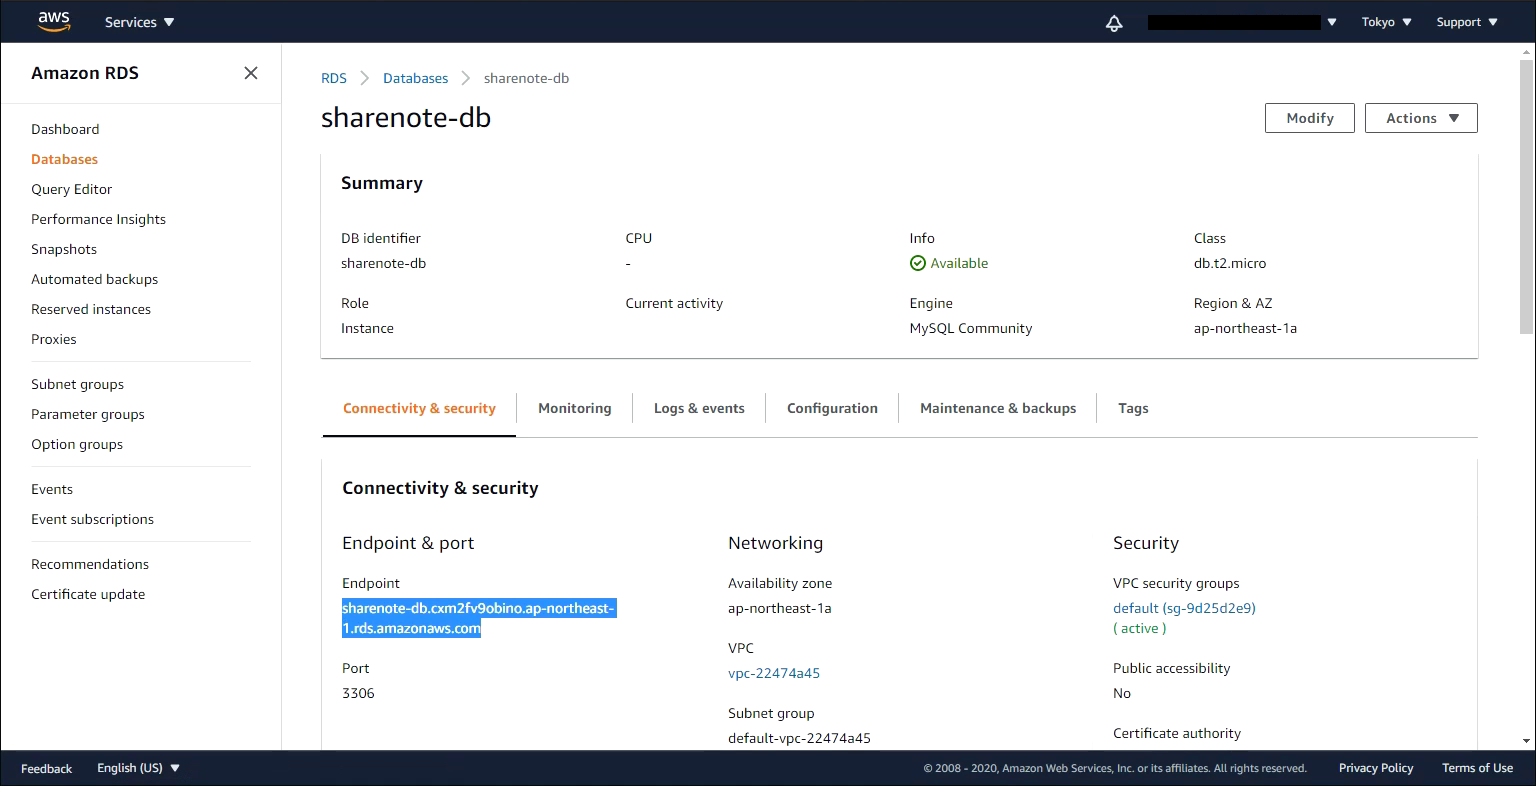 aws
Services
Tokyo
Support
Amazon RDS
Dashboard
Databases
Query Editor
Performance Insights
Snapshots
Automated backups
Reserved instances
Proxies
Subnet groups
Parameter groups
Option groups
Events
Event subscriptions
Recommendations
Certificate update
RDS
Databases
sharenote-db
sharenote-db
Modify
Actions
Summary
DB identifier
sharenote-db
CPU
-
Info
Available
Class
db.t2.micro
Role
Instance
Current activity
Engine
MySQL Community
Region & AZ
ap-northeast-1a
Connectivity & security
Monitoring
Logs & events
Configuration
Maintenance & backups
Tags
Connectivity & security
Endpoint & port
Endpoint
sharenote-db.cxm2fv9obino.ap-northeast-
1.rds.amazonaws.com
Port
3306
Networking
Availability zone
ap-northeast-1a
VPC
vpc-22474a45
Subnet group
default-vpc-22474a45
Security
VPC security groups
default (sg-9d25d2e9)
( active )
Public accessibility
No
Certificate authority
Feedback
English (US)
© 2008 - 2020, Amazon Web Services, Inc. or its affiliates. All rights reserved.
Privacy Policy
Terms of Use